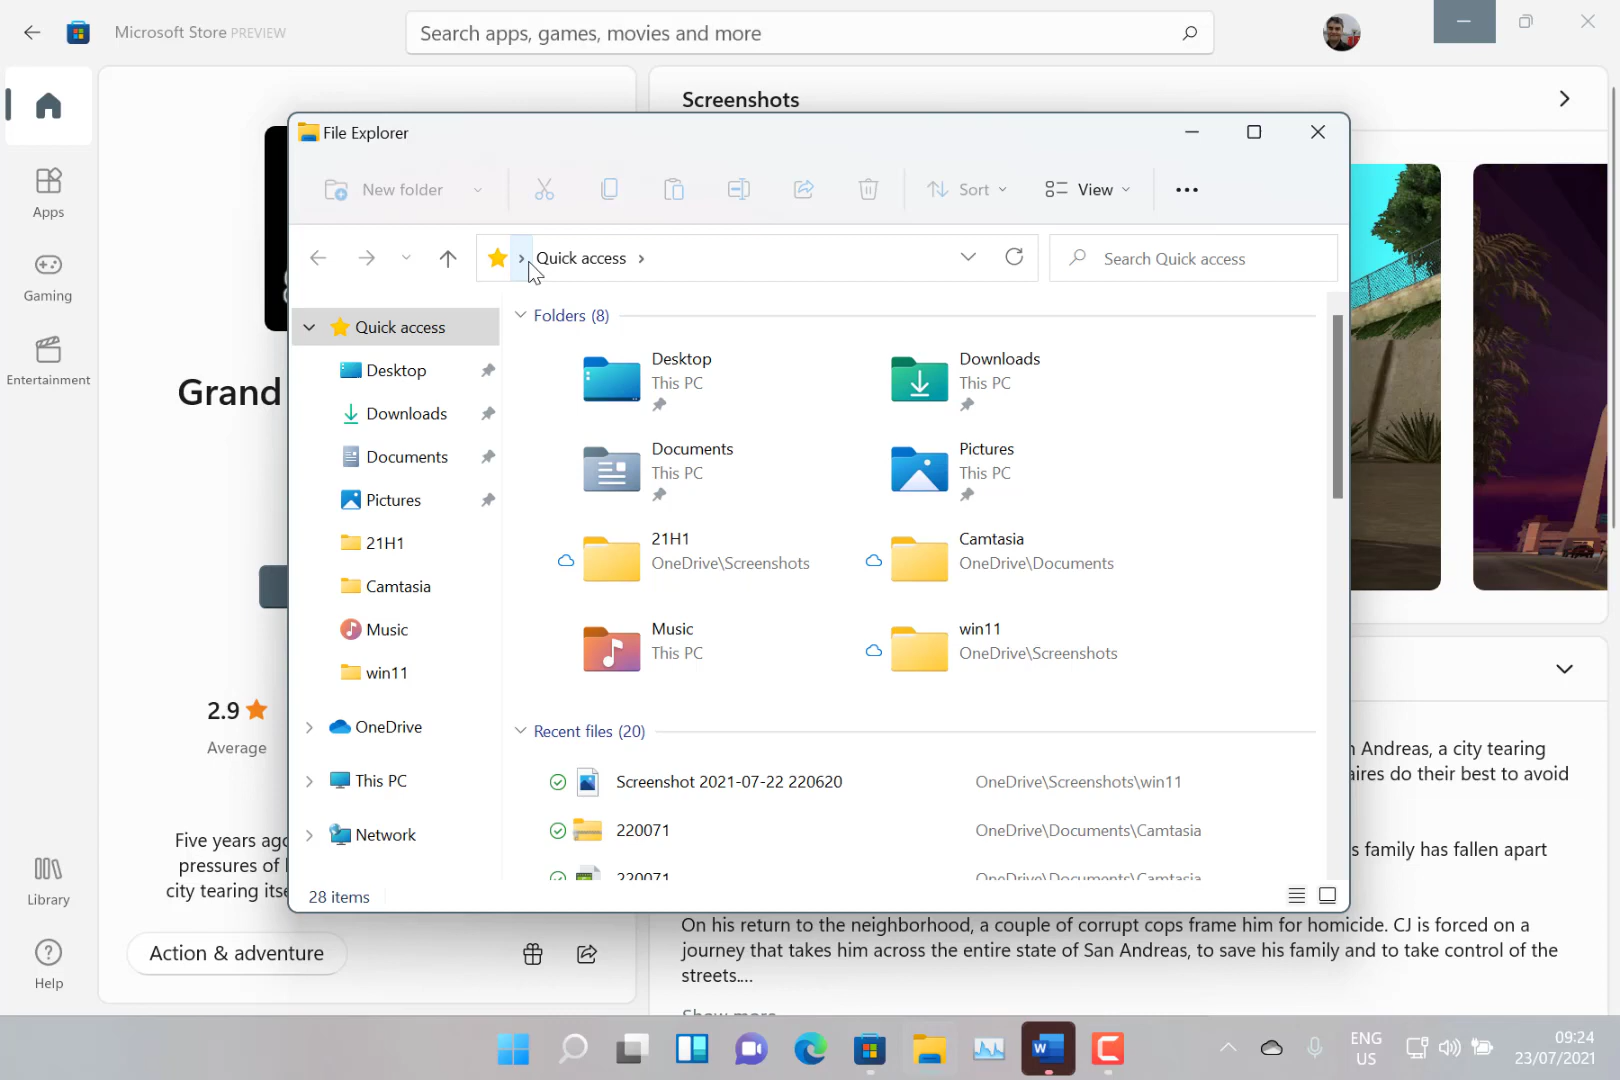 Microsoft Store PREVIEW
Search apps, games, movies and more
Apps
Gaming
Entertainment
Library
Help
Grand
2.9
Average
Five years ago
pressures of
city tearing
Action & adventure
Screenshots
File Explorer
New folder
Sort
View
Quick access
Search Quick access
Quick access
Desktop
Downloads
Documents
Pictures
21H1
Camtasia
Music
win11
OneDrive
This PC
Network
Folders (8)
Desktop
This PC
Downloads
This PC
Documents
This PC
Pictures
This PC
21H1
OneDrive\Screenshots
Camtasia
OneDrive\Documents
Music
This PC
win11
OneDrive\Screenshots
Recent files (20)
Screenshot 2021-07-22 220620 OneDrive\Screenshots\win11
220071 OneDrive\Documents\Camtasia
220071 OneDrive\Documents\Camtasia
28 items
Andreas, a city tearing
do their best to avoid
s family has fallen apart
On his return to the neighborhood, a couple of corrupt cops frame him for homicide. CJ is forced on a
journey that takes him across the entire state of San Andreas, to save his family and to take control of the
streets....
Show more
ENG
US
09:24
23/07/2021